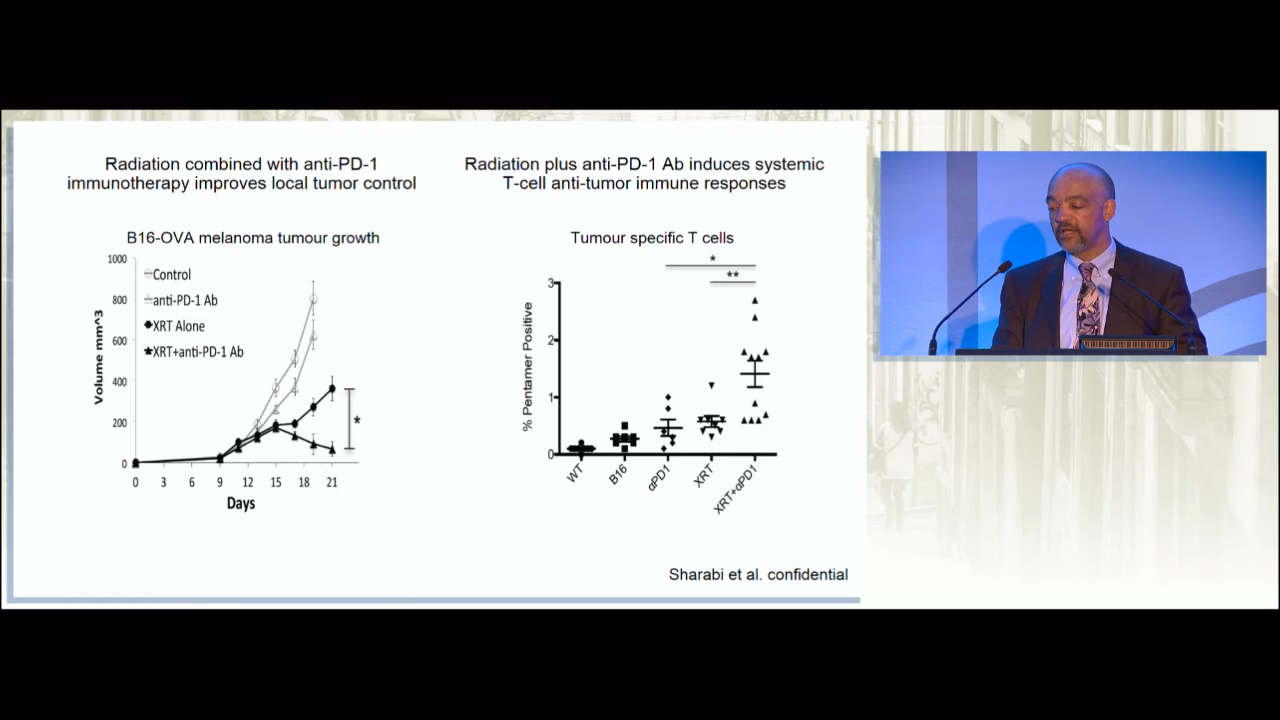 Radiation combined with anti-PD-1
immunotherapy improves local tumor control
B16-OVA melanoma tumour growth
1000
800
600
400
200
0
Volume mm^3
Control
anti-PD-1 Ab
XRT Alone
XRT+anti-PD-1 Ab
*
0 3 6 9 12 15 18 21
Days
Radiation plus anti-PD-1 Ab induces systemic
T-cell anti-tumor immune responses
Tumour specific T cells
*
**
3
2
1
0
% Pentamer Positive
WT B16 αPD1 XRT XRT+αPD1
Sharabi et al. confidential